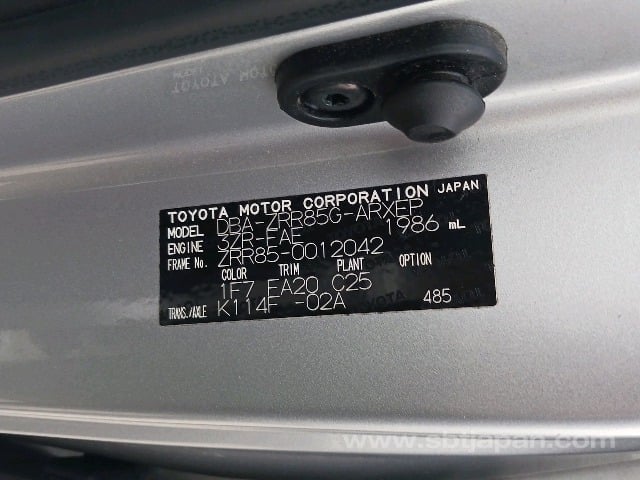 TOYOTA MOTOR CORPORATION JAPAN
MODEL DBA-ZRR85G-ARXEP
ENGINE 3ZR-FAE 1986 mL
FRAME No. ZRR85-0012042
COLOR TRIM PLANT OPTION
1F7 FA20 C25
TRANS./AXLE K114F -02A 485
www.sbtjapan.com